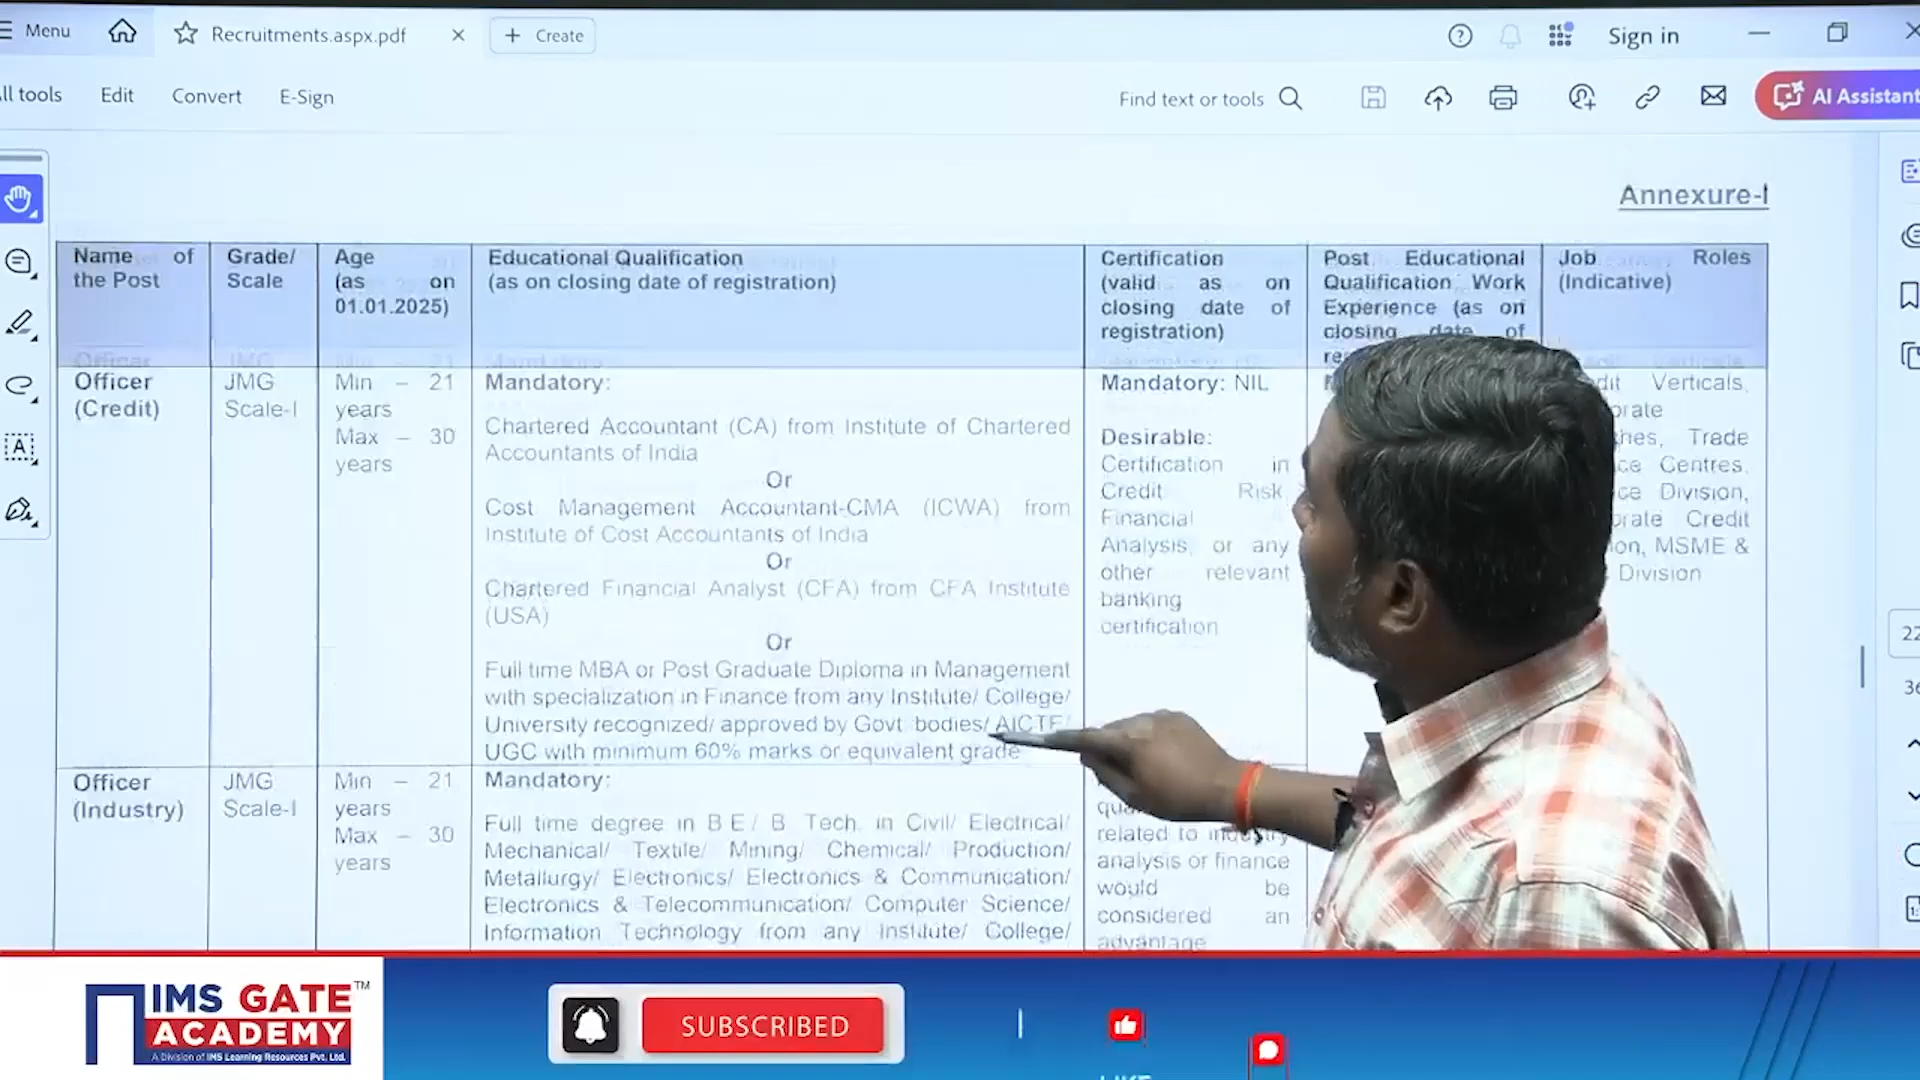 Menu
Recruitments.aspx.pdf
Create
Sign in
All tools
Edit
Convert
E-Sign
Find text or tools
AI Assistant
Annexure-I
Name of the Post
Grade/ Scale
Age
(as on 01.01.2025)
Educational Qualification
(as on closing date of registration)
Certification
(valid as on
closing date of
registration)
Post Educational
Qualification Work
Experience (as on
closing date of
Job Roles
(Indicative)
Officer
(Credit)
JMG
Scale-I
Min – 21
years
Max – 30
years
Mandatory:
Chartered Accountant (CA) from Institute of Chartered
Accountants of India
Or
Cost Management Accountant-CMA (ICWA) from
Institute of Cost Accountants of India
Or
Chartered Financial Analyst (CFA) from CFA Institute
(USA)
Or
Full time MBA or Post Graduate Diploma in Management
with specialization in Finance from any Institute/ College/
University recognized/ approved by Govt. bodies/ AICTE/
UGC with minimum 60% marks or equivalent grade
Mandatory: NIL
Desirable:
Certification in
Credit Risk,
Financial
Analysis, or any
other relevant
banking
certification
Verticals,
Trade
Centres,
Division,
Credit
MSME &
Division
Officer
(Industry)
JMG
Scale-I
Min – 21
years
Max – 30
years
Mandatory:
Full time degree in B.E./ B. Tech. in Civil/ Electrical/
Mechanical/ Textile/ Mining/ Chemical/ Production/
Metallurgy/ Electronics/ Electronics & Communication/
Electronics & Telecommunication/ Computer Science/
Information Technology from any Institute/ College/
related to industry
analysis or finance
would be
considered an
advantage
22
36
IMS GATE
ACADEMY
TM
A Division of IMS Learning Resources Pvt. Ltd.
SUBSCRIBED
LIKE